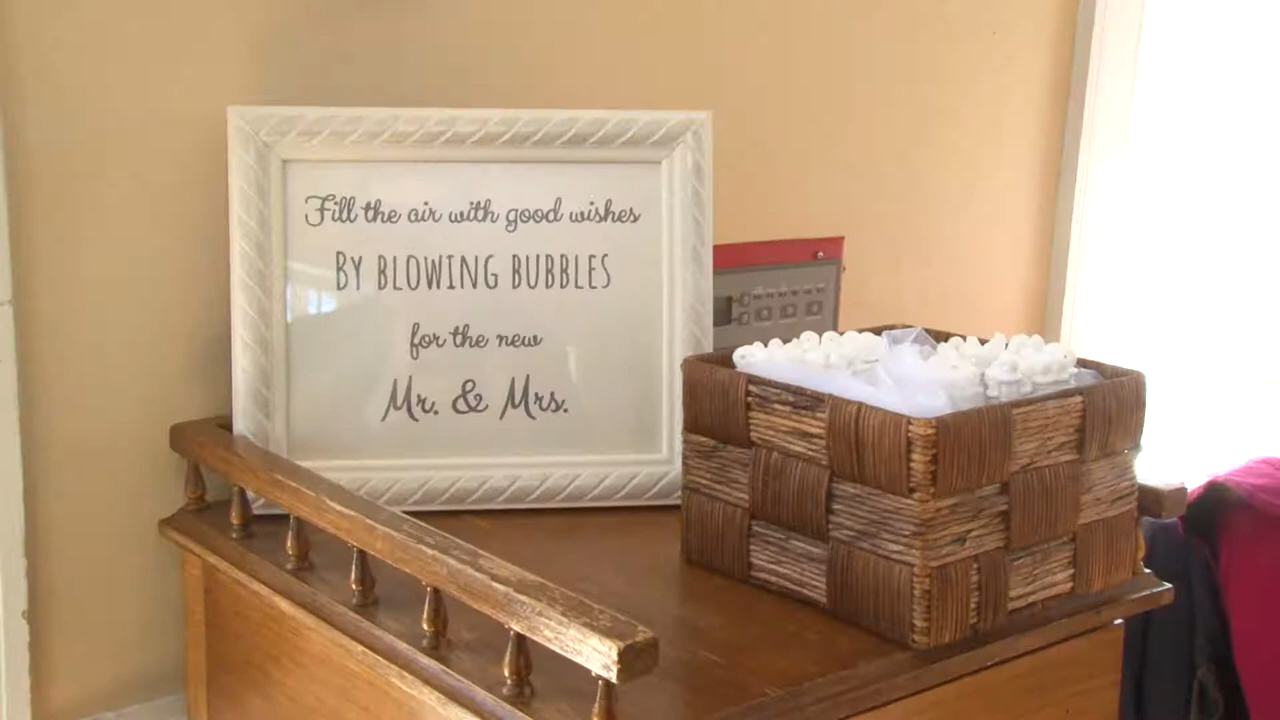 Fill the air with good wishes
BY BLOWING BUBBLES
for the new
Mr. & Mrs.